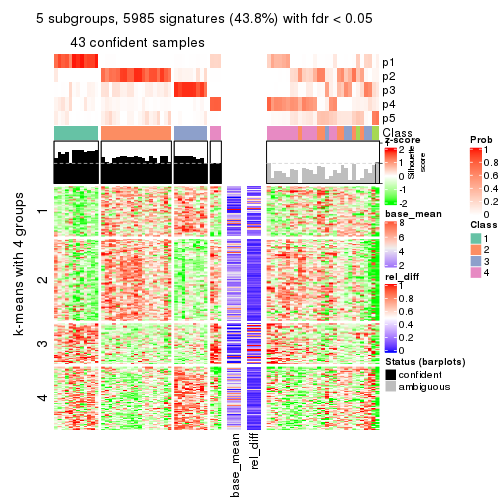 5 subgroups, 5985 signatures (43.8%) with fdr < 0.05
43 confident samples
p1
p2
p3
p4
p5
Class
1
2
3
4
k-means with 4 groups
base_mean
rel_diff
Silhouette
score
z-score
2
1
0
-1
-2
base_mean
8
6
4
2
rel_diff
1
0.8
0.6
0.4
0.2
0
Status (barplots)
confident
ambiguous
Prob
1
0.8
0.6
0.4
0.2
0
Class
1
2
3
4